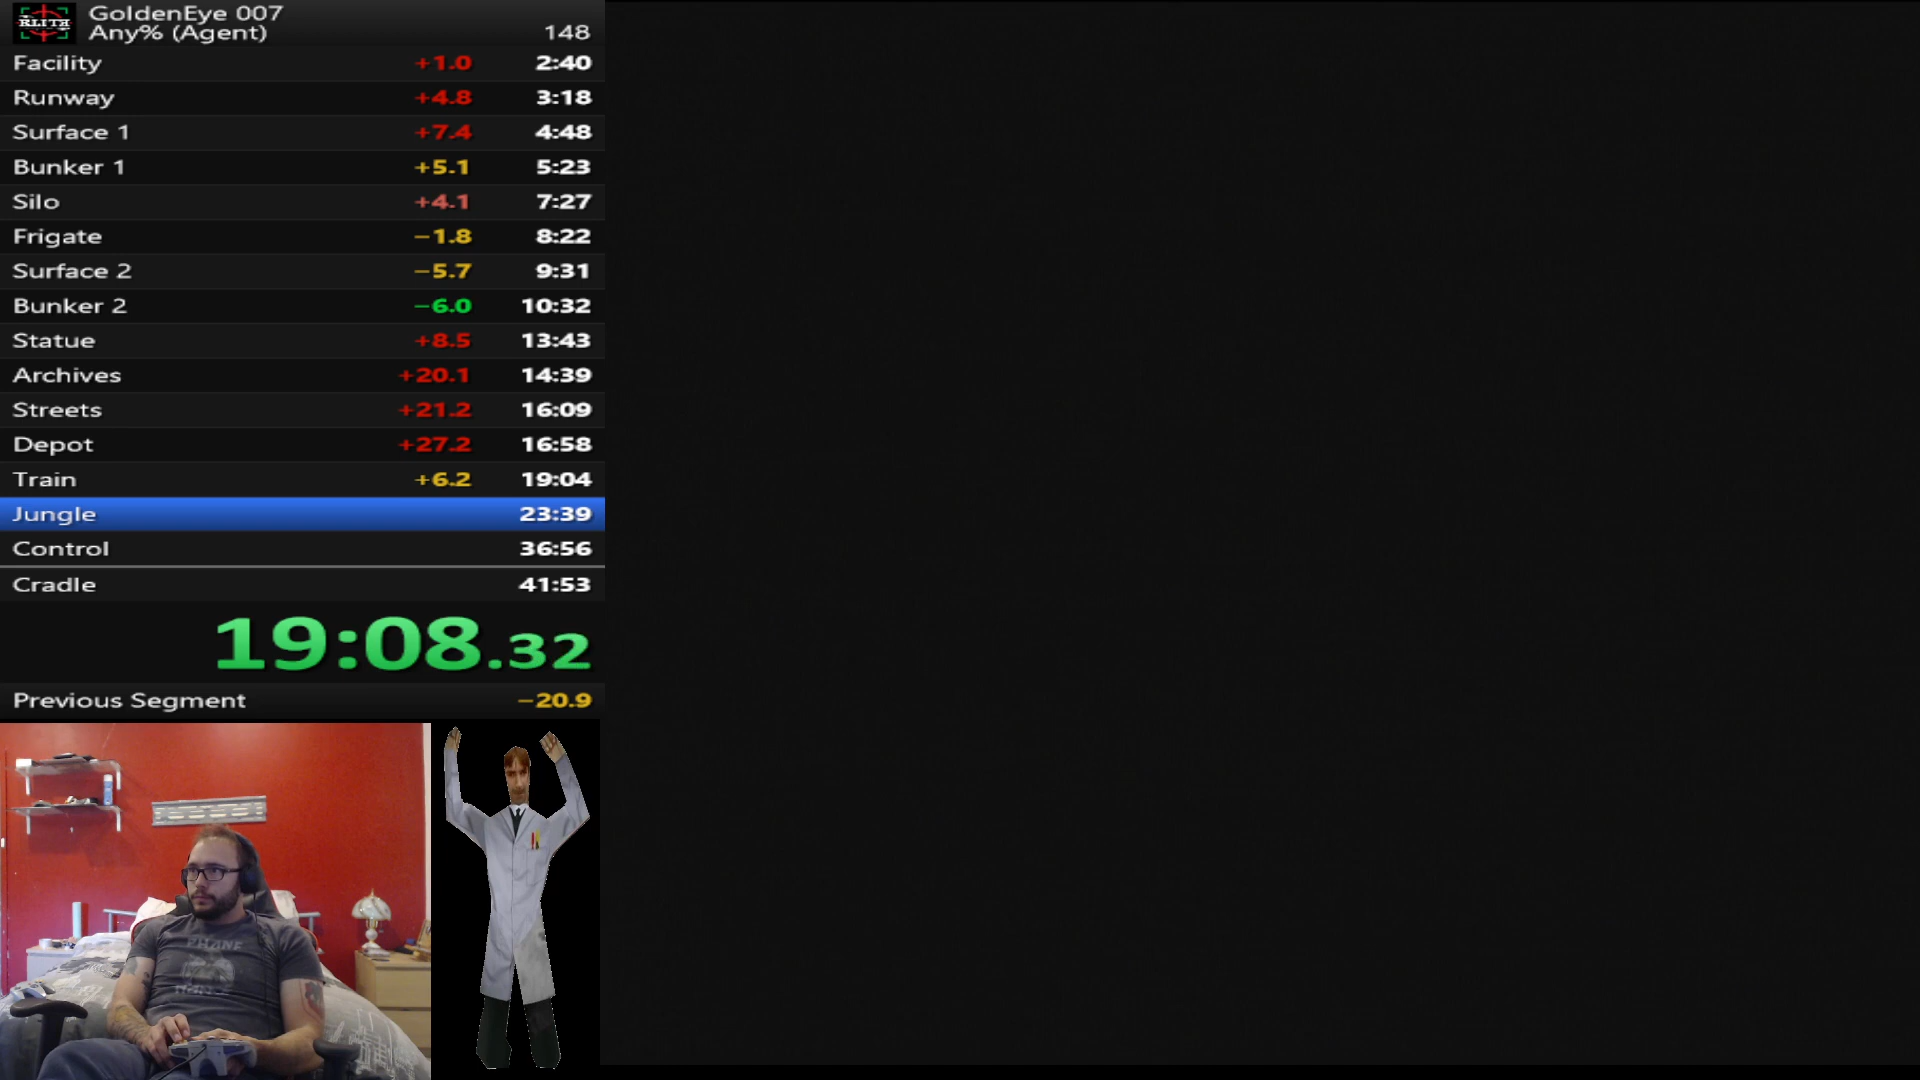 GoldenEye 007
Any% (Agent) 148
Facility +1.0 2:40
Runway +4.8 3:18
Surface 1 +7.4 4:48
Bunker 1 +5.1 5:23
Silo +4.1 7:27
Frigate −1.8 8:22
Surface 2 −5.7 9:31
Bunker 2 −6.0 10:32
Statue +8.5 13:43
Archives +20.1 14:39
Streets +21.2 16:09
Depot +27.2 16:58
Train +6.2 19:04
Jungle 23:39
Control 36:56
Cradle 41:53
19:08.32
Previous Segment −20.9